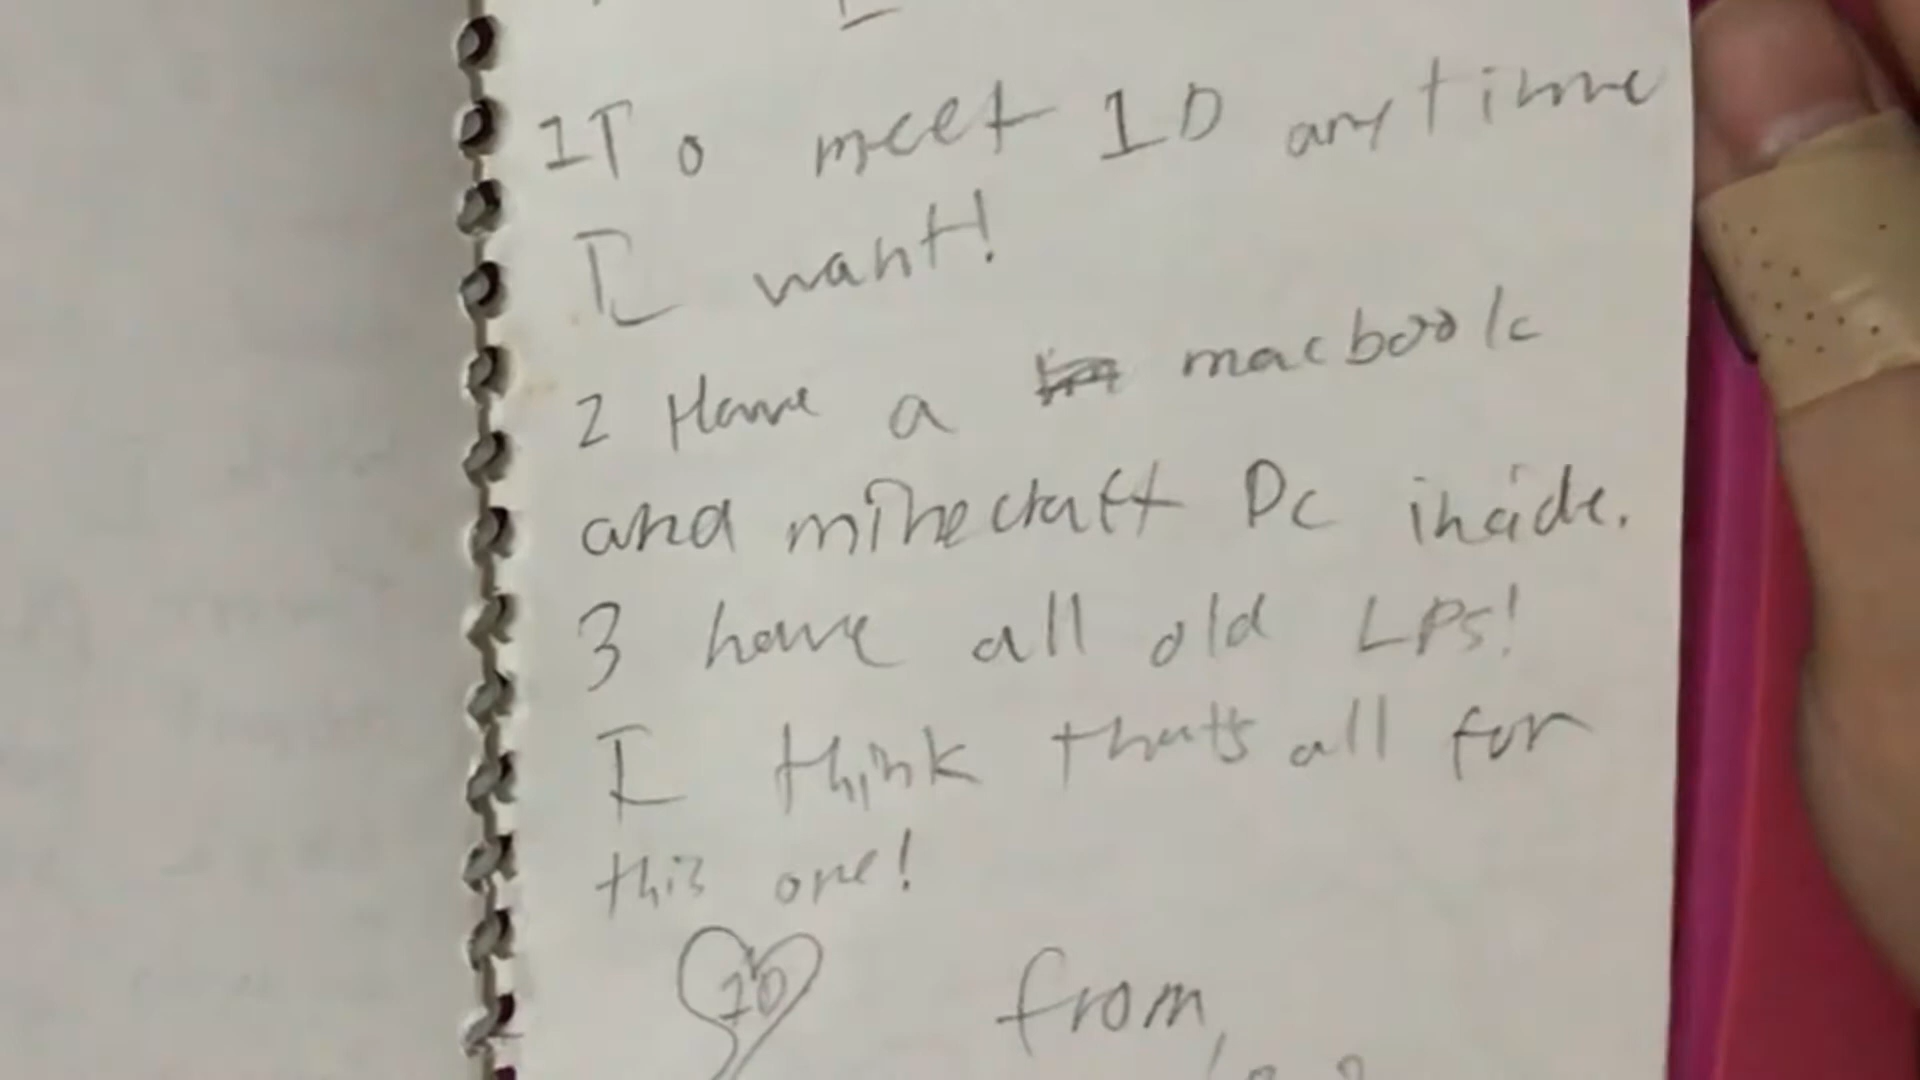 1 To meet 1D anytime
I want!
2 Have a macbook
and minecraft Pc inside.
3 have all old LPs!
I think thats all for
this one!
1D
from,